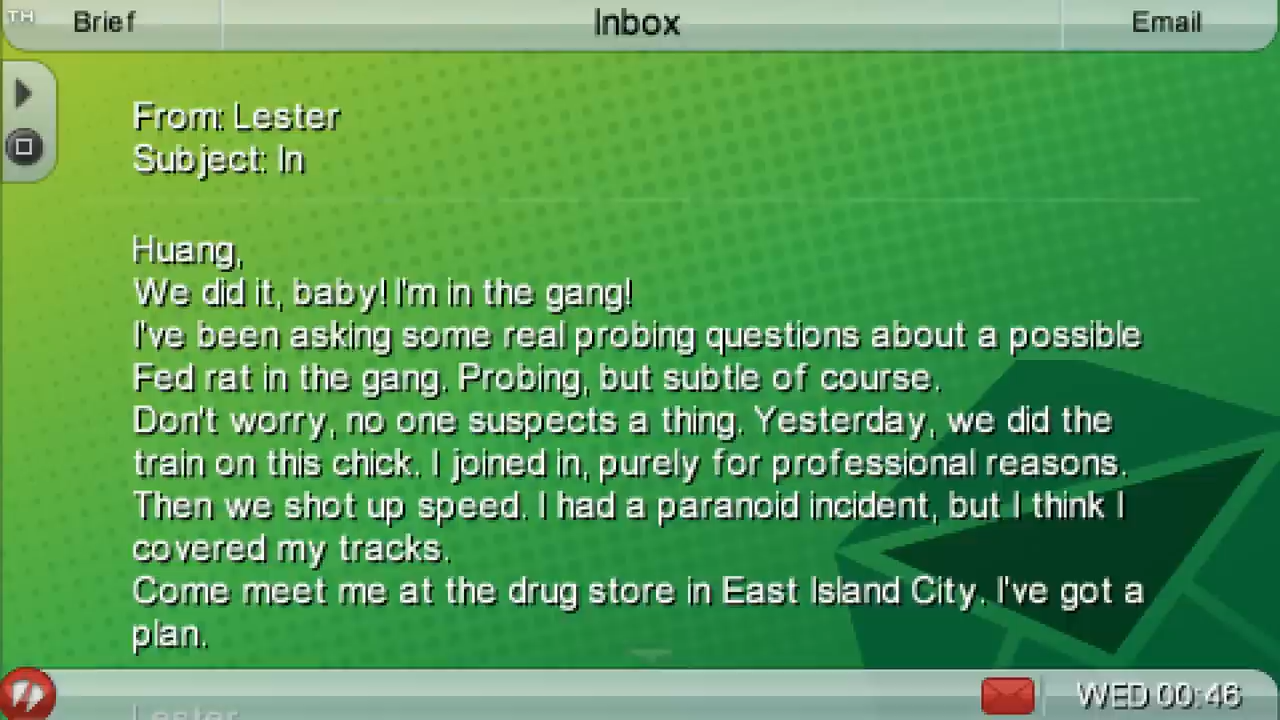 TH
Brief
Inbox
Email
From: Lester
Subject: In
Huang,
We did it, baby! I'm in the gang!
I've been asking some real probing questions about a possible
Fed rat in the gang. Probing, but subtle of course.
Don't worry, no one suspects a thing. Yesterday, we did the
train on this chick. I joined in, purely for professional reasons.
Then we shot up speed. I had a paranoid incident, but I think I
covered my tracks.
Come meet me at the drug store in East Island City. I've got a
plan.
Lester
WED 00:46